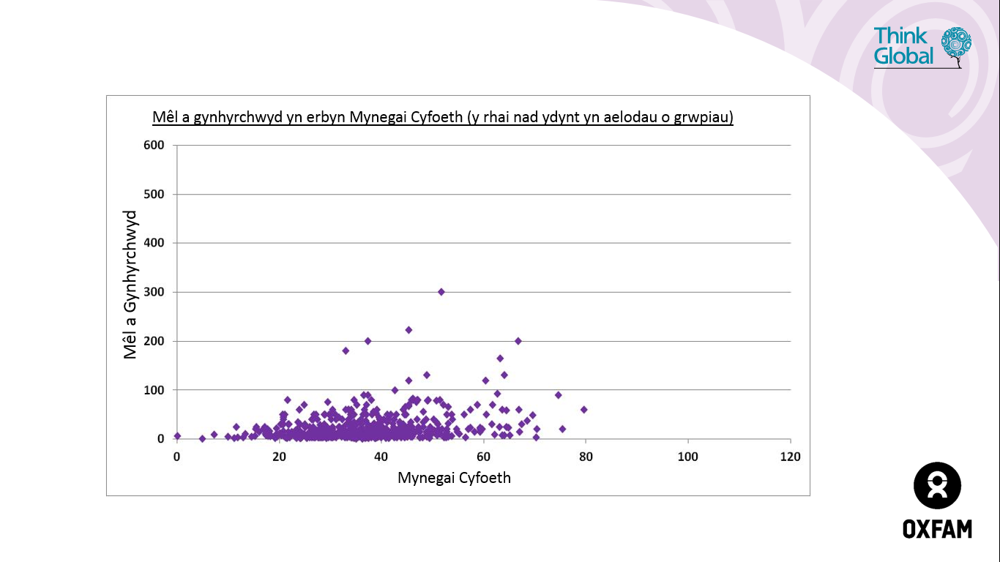 Think
Global
Mêl a gynhyrchwyd yn erbyn Mynegai Cyfoeth (y rhai nad ydynt yn aelodau o grwpiau)
Mêl a Gynhyrchwyd
600
500
400
300
200
100
0
0 20 40 60 80 100 120
Mynegai Cyfoeth
OXFAM